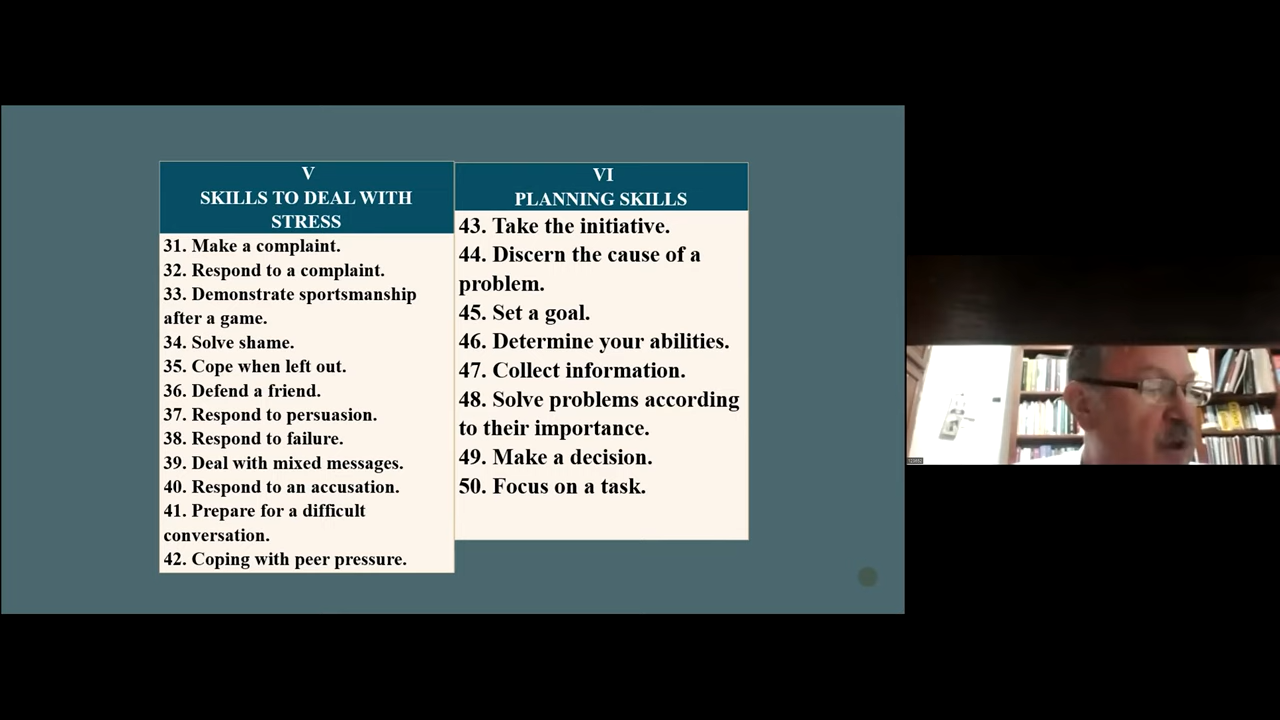 V
SKILLS TO DEAL WITH
STRESS
31. Make a complaint.
32. Respond to a complaint.
33. Demonstrate sportsmanship
after a game.
34. Solve shame.
35. Cope when left out.
36. Defend a friend.
37. Respond to persuasion.
38. Respond to failure.
39. Deal with mixed messages.
40. Respond to an accusation.
41. Prepare for a difficult
conversation.
42. Coping with peer pressure.
VI
PLANNING SKILLS
43. Take the initiative.
44. Discern the cause of a
problem.
45. Set a goal.
46. Determine your abilities.
47. Collect information.
48. Solve problems according
to their importance.
49. Make a decision.
50. Focus on a task.